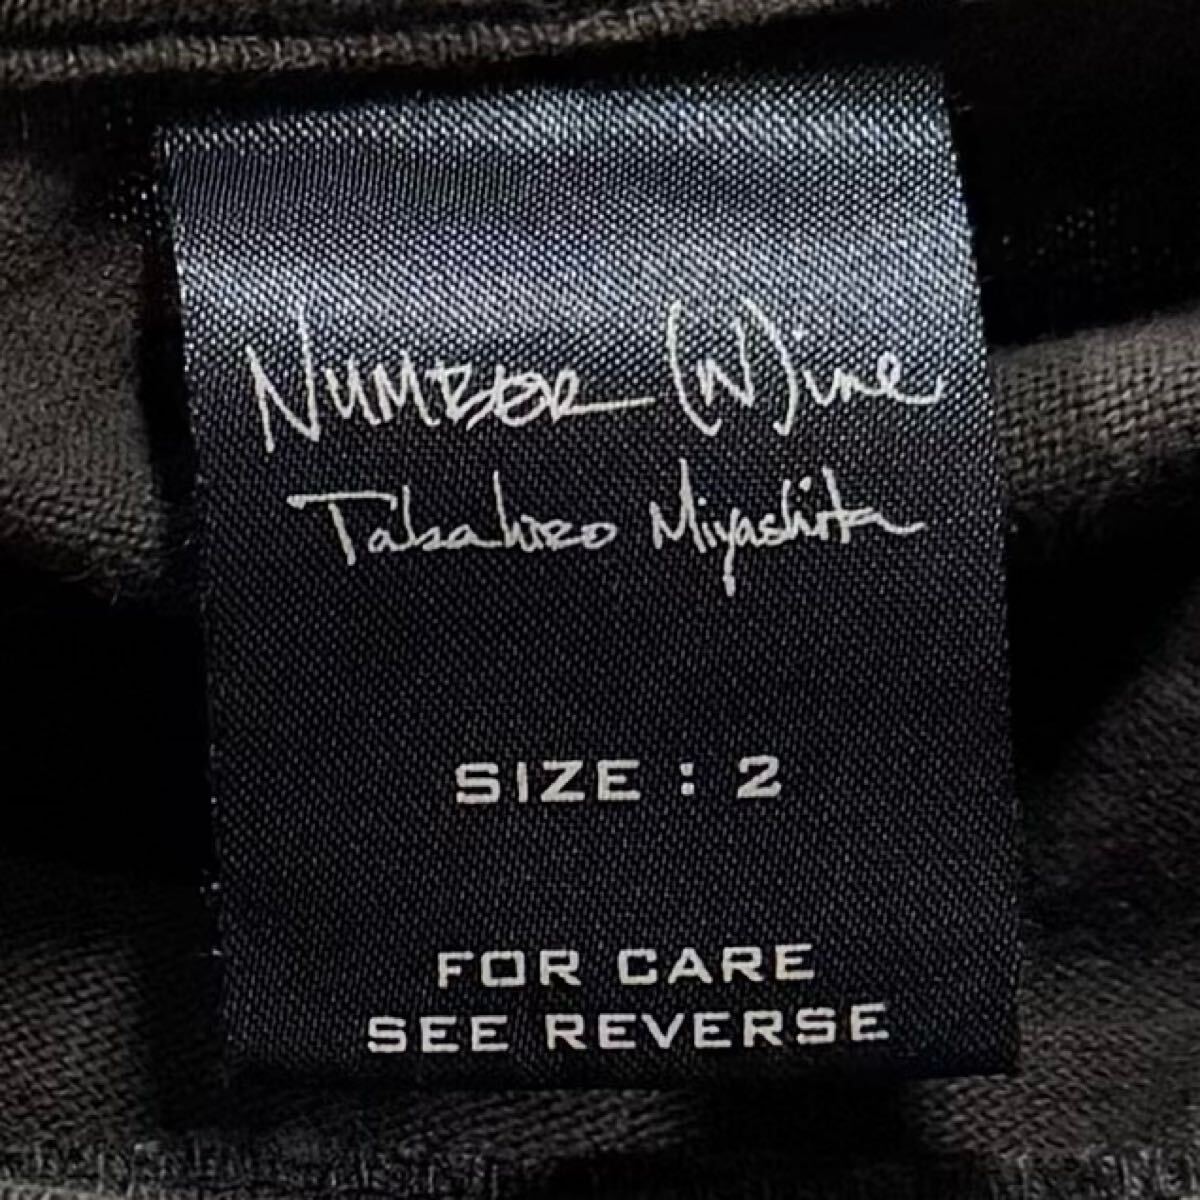 Number (N)ine
Takahiro Miyashita
SIZE : 2
FOR CARE
SEE REVERSE